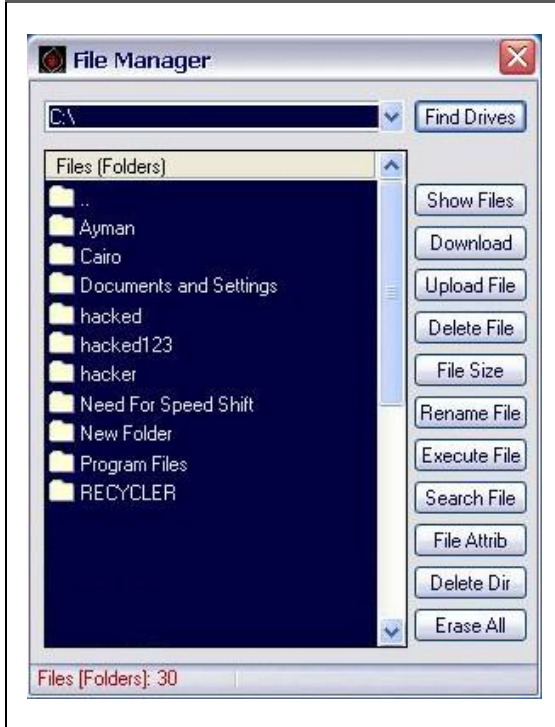 File Manager
C:\
Find Drives
Files (Folders)
..
Ayman
Cairo
Documents and Settings
hacked
hacked123
hacker
Need For Speed Shift
New Folder
Program Files
RECYCLER
Show Files
Download
Upload File
Delete File
File Size
Rename File
Execute File
Search File
File Attrib
Delete Dir
Erase All
Files [Folders]: 30